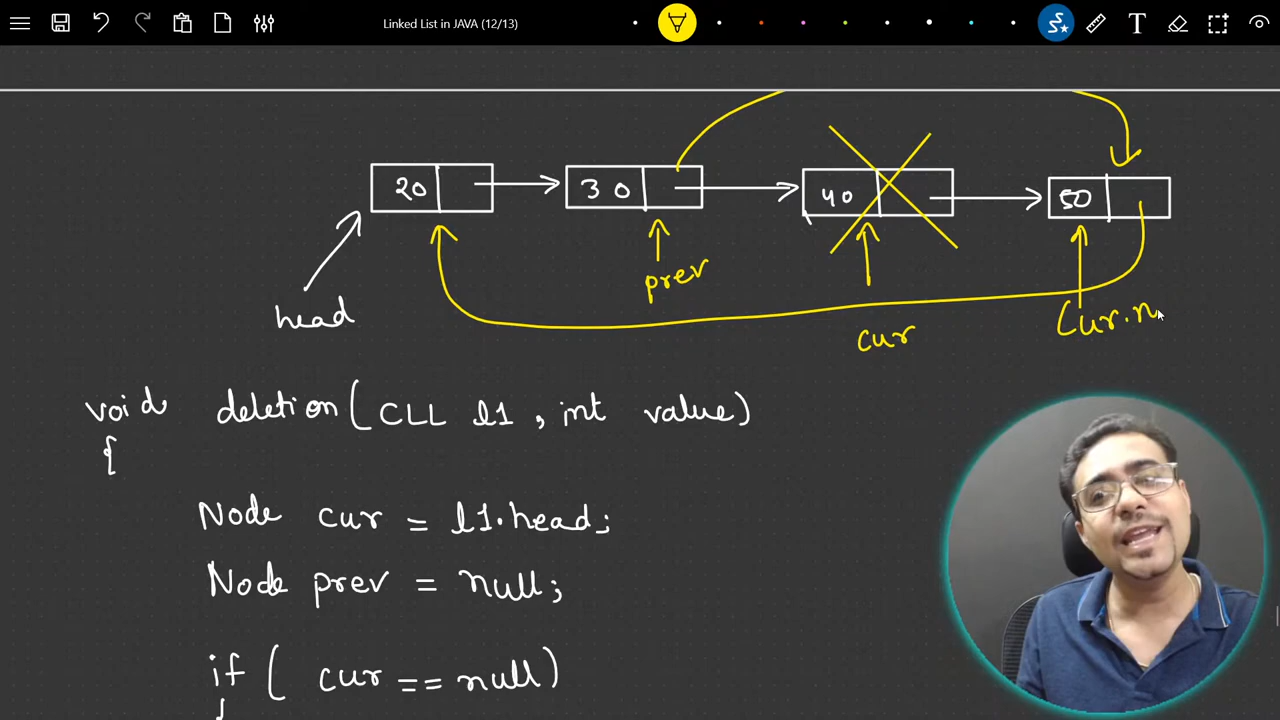 Linked List in JAVA (12/13)
T
20 30 40 50
prev
head
cur
Cur.n
void deletion(CLL l1, int value)
{
Node cur = l1.head;
Node prev = null;
if ( cur == null)